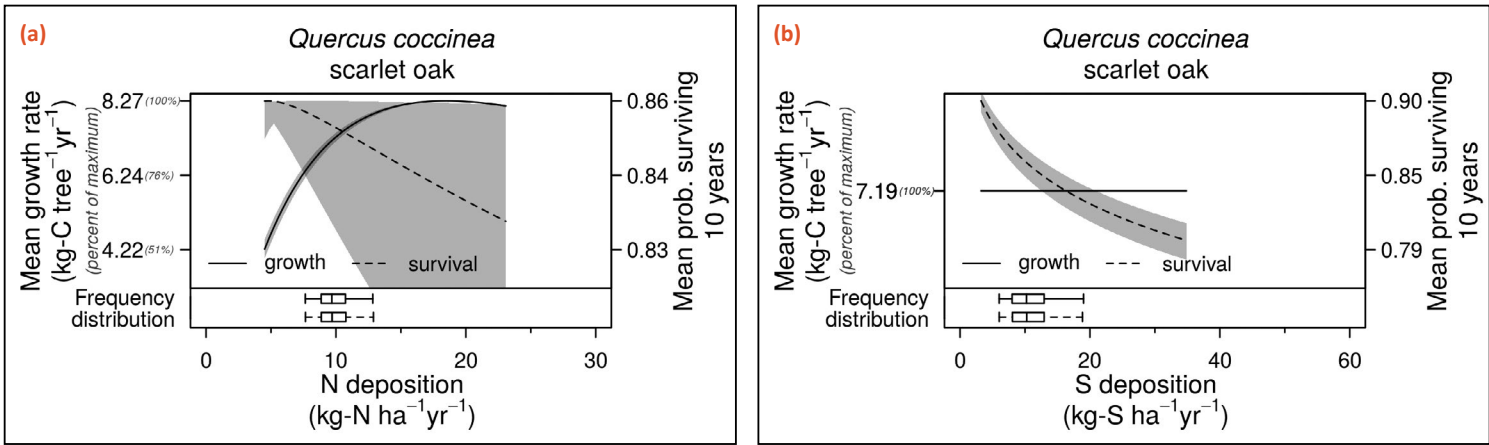 (a)
Quercus coccinea
scarlet oak
Mean growth rate
(kg-C tree⁻¹yr⁻¹)
(percent of maximum)
8.27 (100%)
6.24 (76%)
4.22 (51%)
growth
survival
0.86
0.84
0.83
Mean prob. surviving
10 years
Frequency
distribution
0 10 20 30
N deposition
(kg-N ha⁻¹yr⁻¹)
(b)
Quercus coccinea
scarlet oak
Mean growth rate
(kg-C tree⁻¹yr⁻¹)
(percent of maximum)
7.19 (100%)
growth
survival
0.90
0.85
0.79
Mean prob. surviving
10 years
Frequency
distribution
0 20 40 60
S deposition
(kg-S ha⁻¹yr⁻¹)